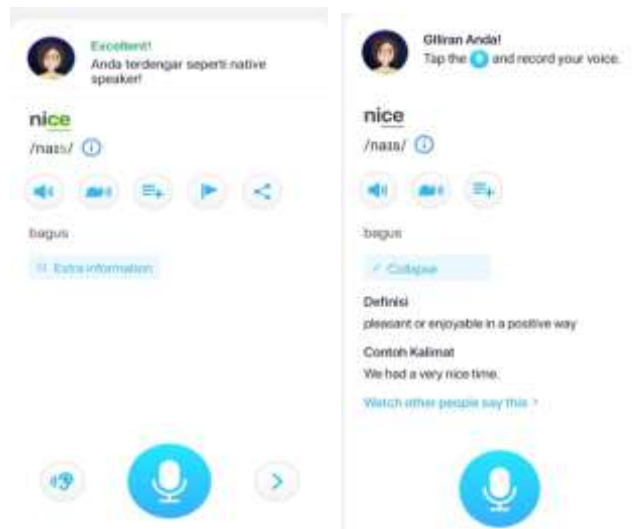 Excellent!
Anda terdengar seperti native
speaker!
nice
/naɪs/
bagus
Extra information
Giliran Anda!
Tap the and record your voice.
nice
/naɪs/
bagus
Collapse
Definisi
pleasant or enjoyable in a positive way
Contoh Kalimat
We had a very nice time.
Watch other people say this >